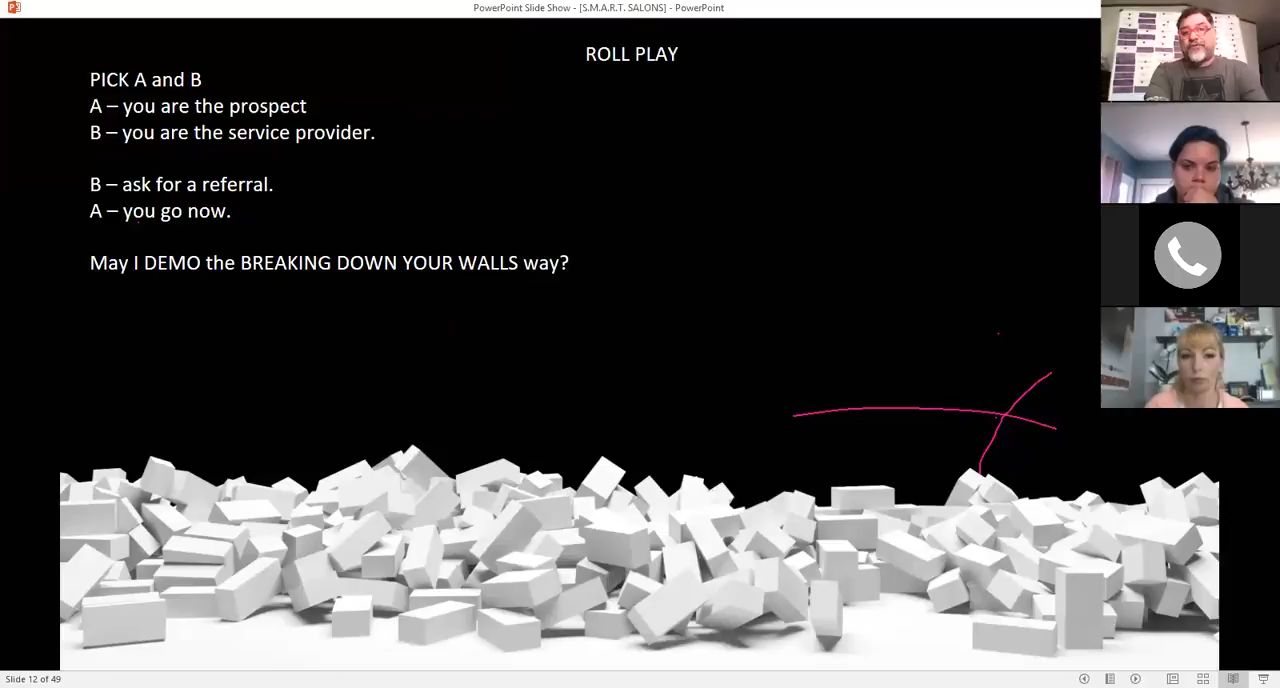 PowerPoint Slide Show - [S.M.A.R.T. SALONS] - PowerPoint
ROLL PLAY
PICK A and B
A – you are the prospect
B – you are the service provider.
B – ask for a referral.
A – you go now.
May I DEMO the BREAKING DOWN YOUR WALLS way?
Slide 12 of 49